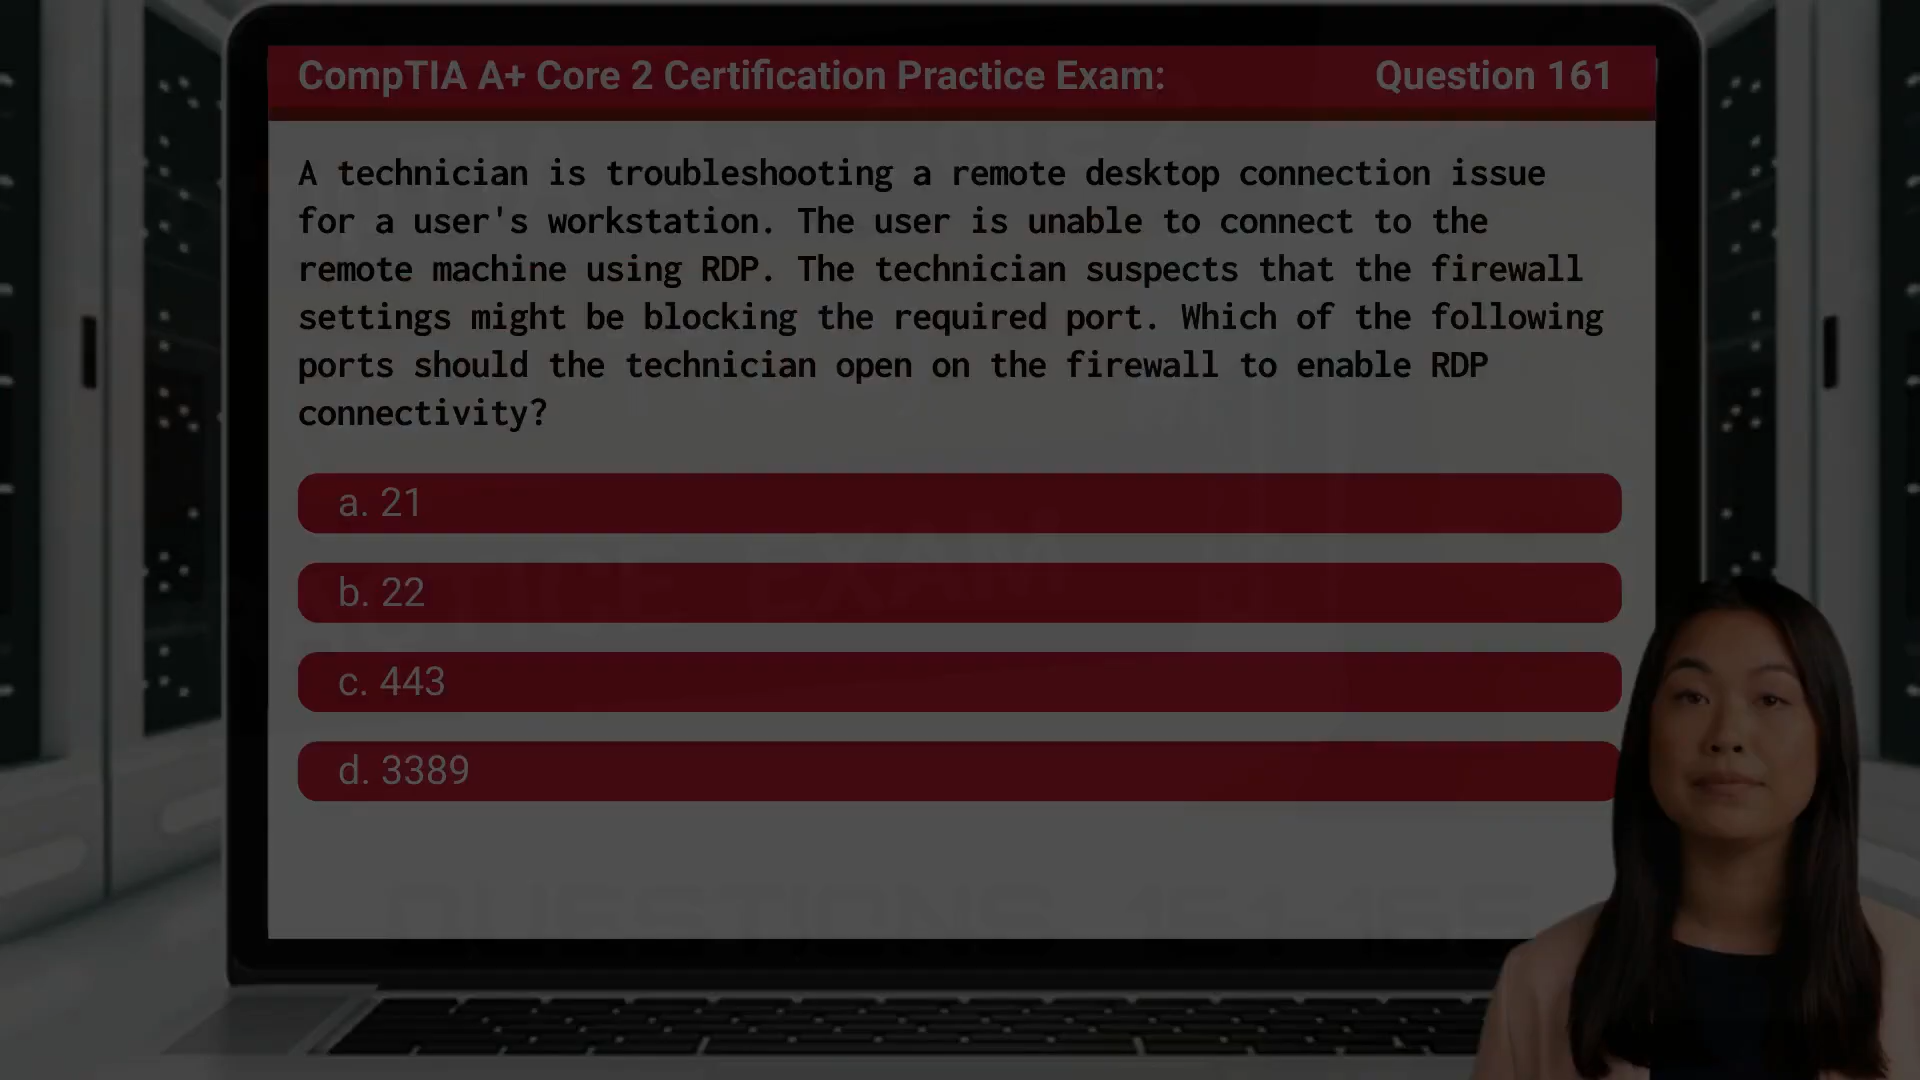 CompTIA A+ Core 2 Certification Practice Exam: Question 161
A technician is troubleshooting a remote desktop connection issue
for a user's workstation. The user is unable to connect to the
remote machine using RDP. The technician suspects that the firewall
settings might be blocking the required port. Which of the following
ports should the technician open on the firewall to enable RDP
connectivity?
a. 21
b. 22
c. 443
d. 3389